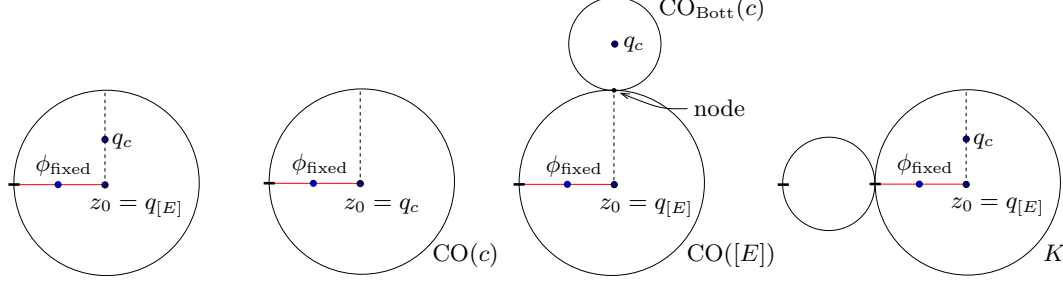 CO_Bott(c)
q_c
node
q_c
ϕ_fixed
z_0 = q_[E]
ϕ_fixed
z_0 = q_c
CO(c)
ϕ_fixed
z_0 = q_[E]
CO([E])
q_c
ϕ_fixed
z_0 = q_[E]
K